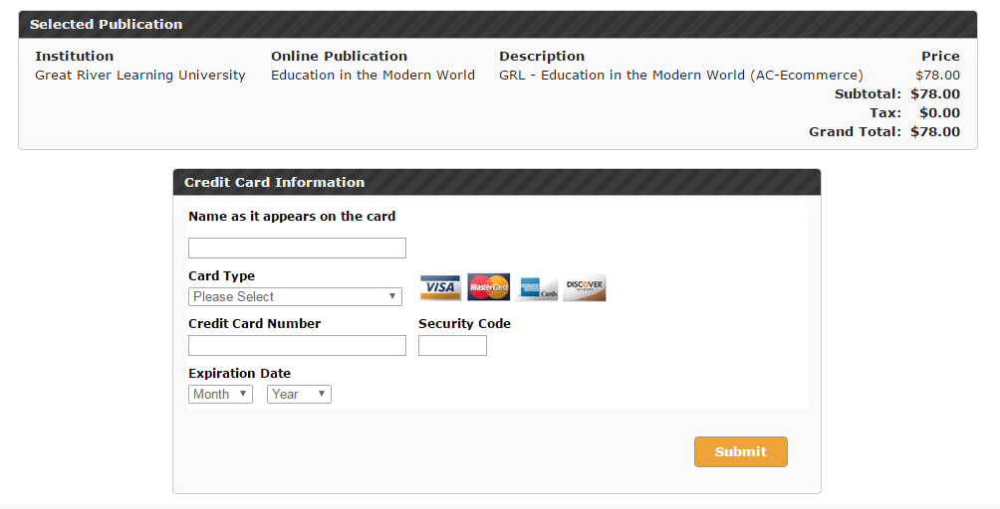 Selected Publication
Institution Online Publication Description Price
Great River Learning University Education in the Modern World GRL - Education in the Modern World (AC-Ecommerce) $78.00
Subtotal: $78.00
Tax: $0.00
Grand Total: $78.00
Credit Card Information
Name as it appears on the card
Card Type
Please Select VISA MasterCard Cards DISCOVER
Credit Card Number Security Code
Expiration Date
Month Year
Submit